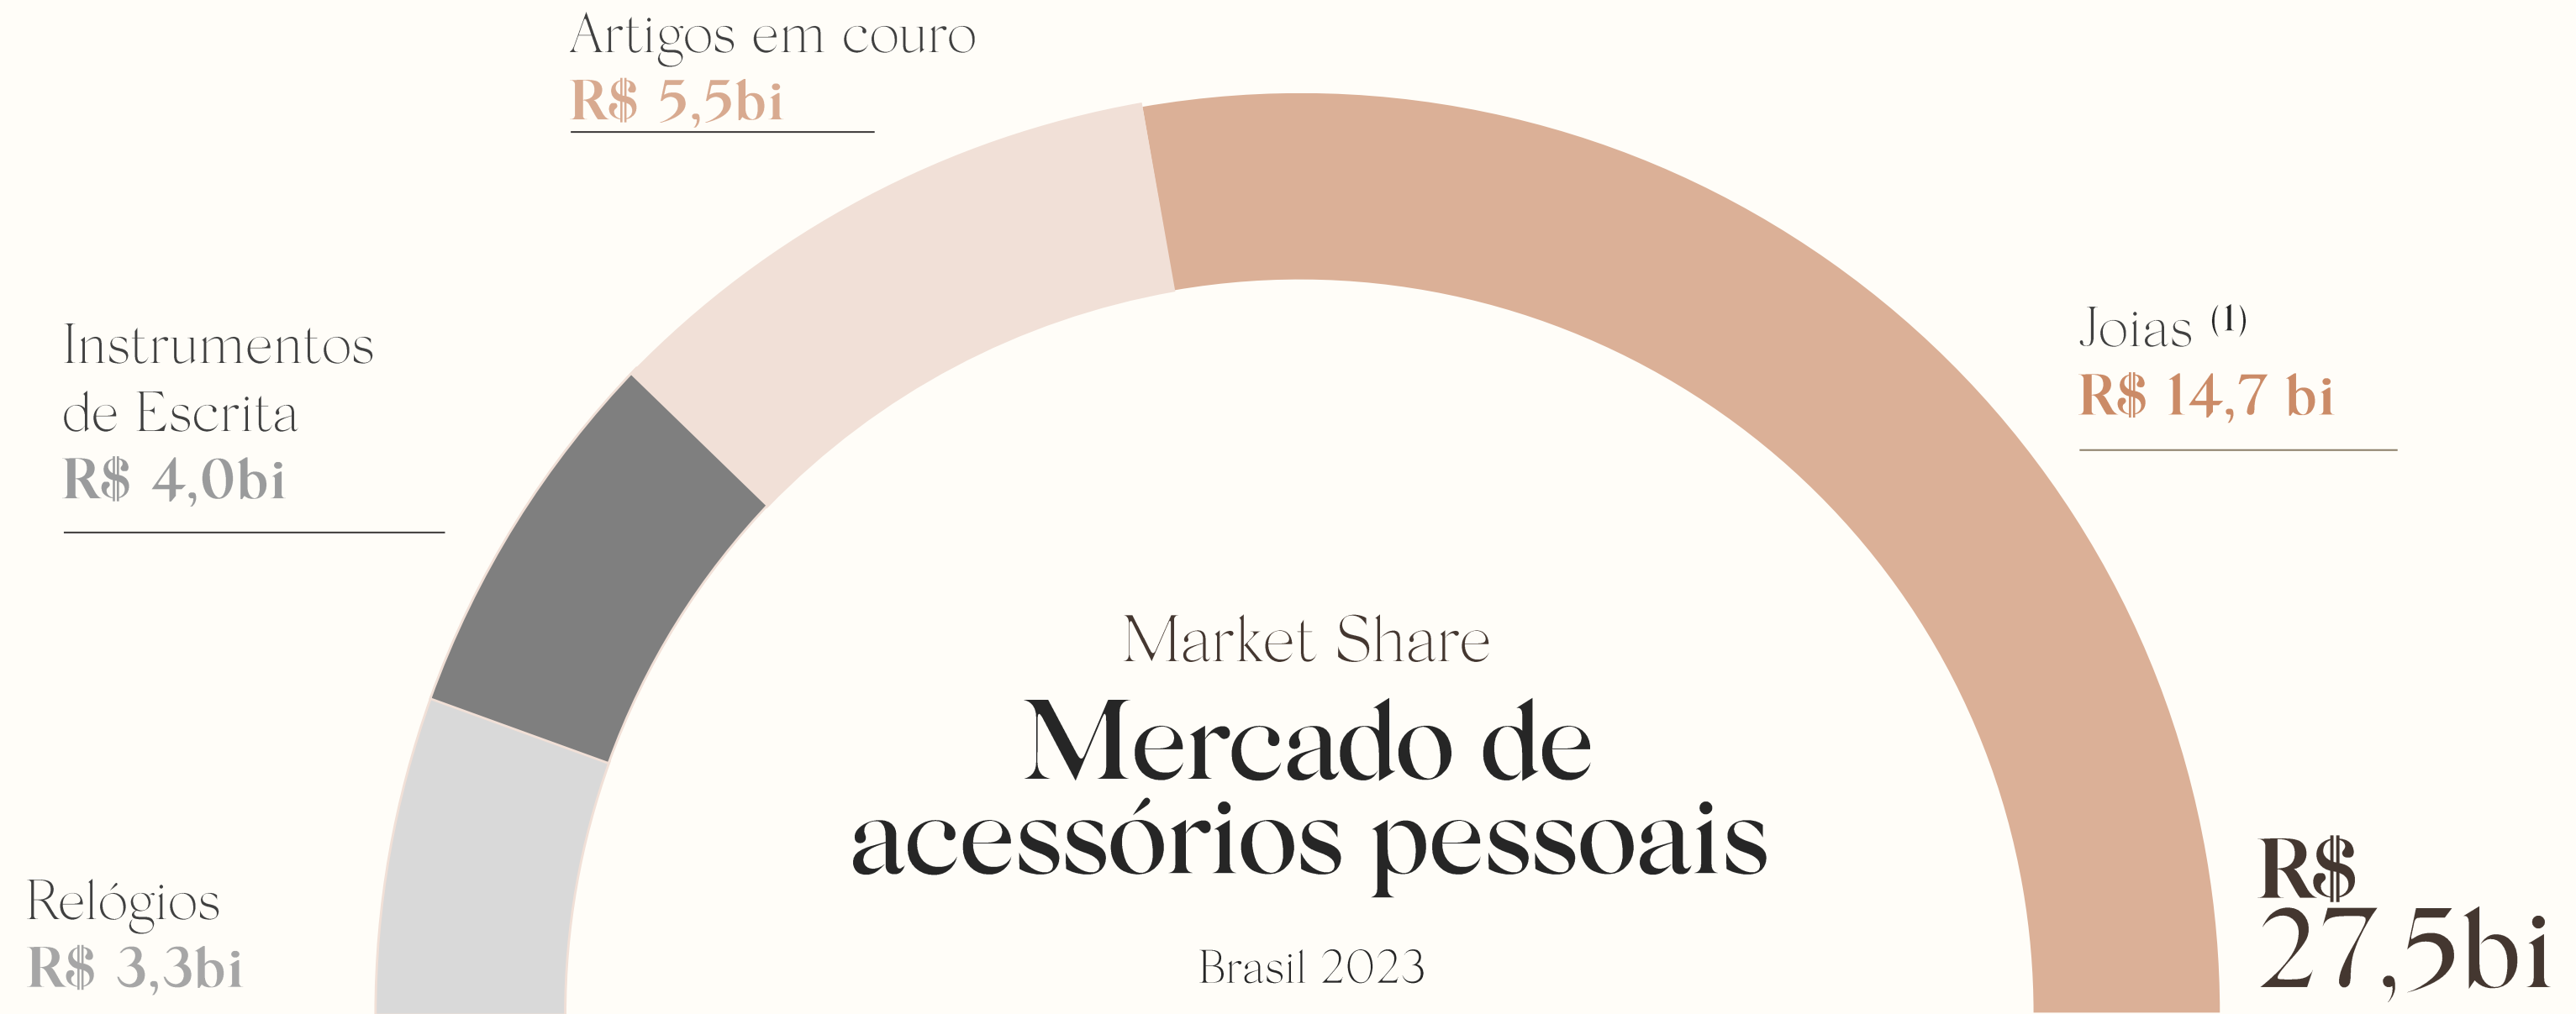 Artigos em couro
R$ 5,5bi
Instrumentos
de Escrita
R$ 4,0bi
Joias (1)
R$ 14,7 bi
Relógios
R$ 3,3bi
Market Share
Mercado de
acessórios pessoais
Brasil 2023
R$
27,5bi